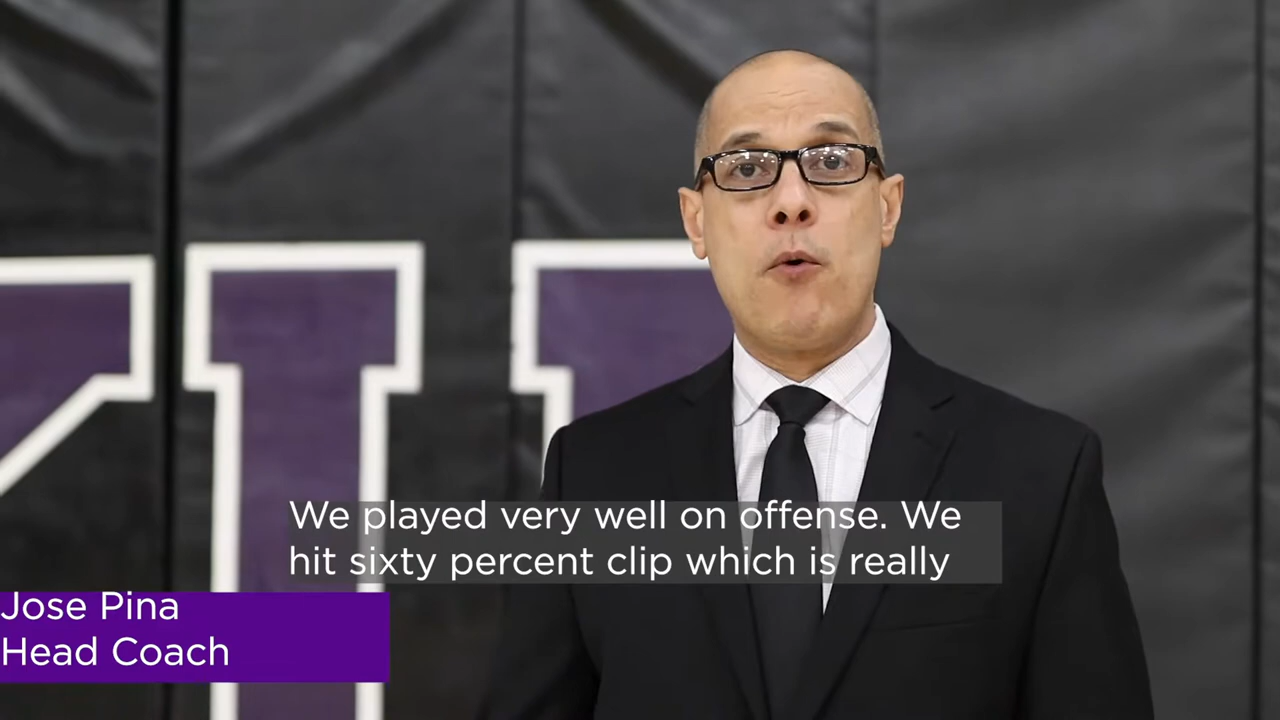 We played very well on offense. We
hit sixty percent clip which is really
Jose Pina
Head Coach